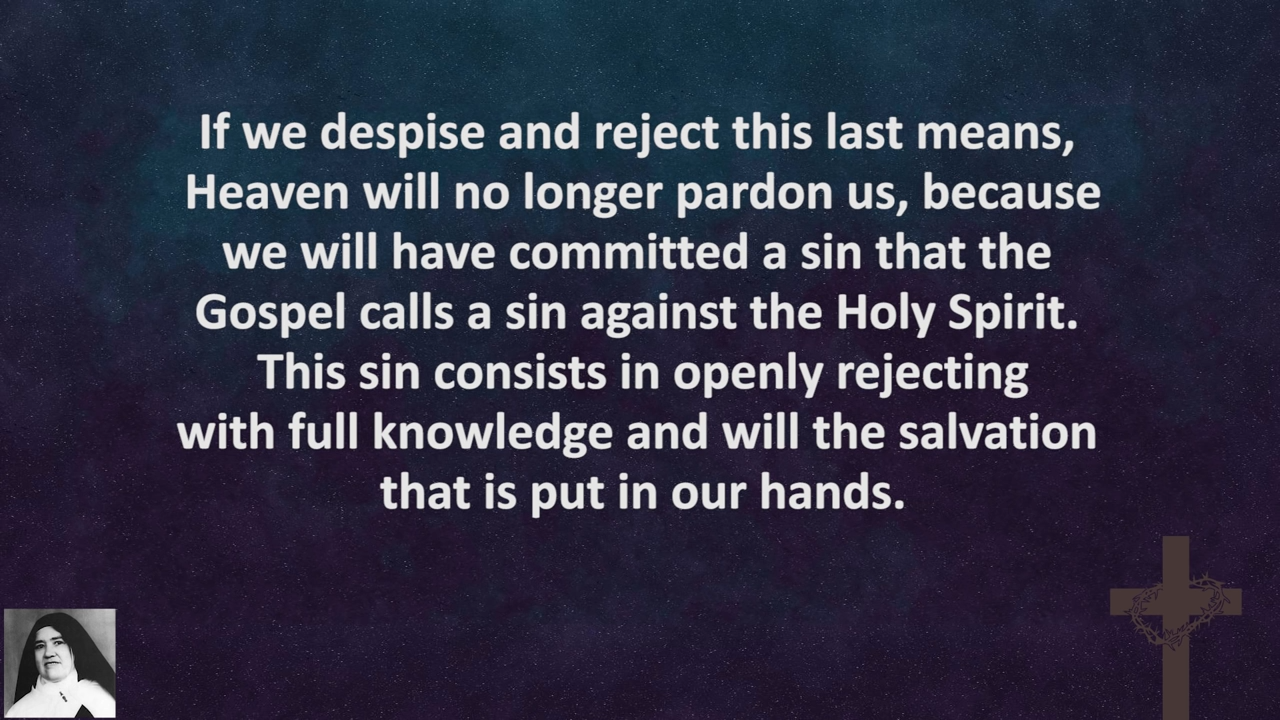 If we despise and reject this last means,
Heaven will no longer pardon us, because
we will have committed a sin that the
Gospel calls a sin against the Holy Spirit.
This sin consists in openly rejecting
with full knowledge and will the salvation
that is put in our hands.